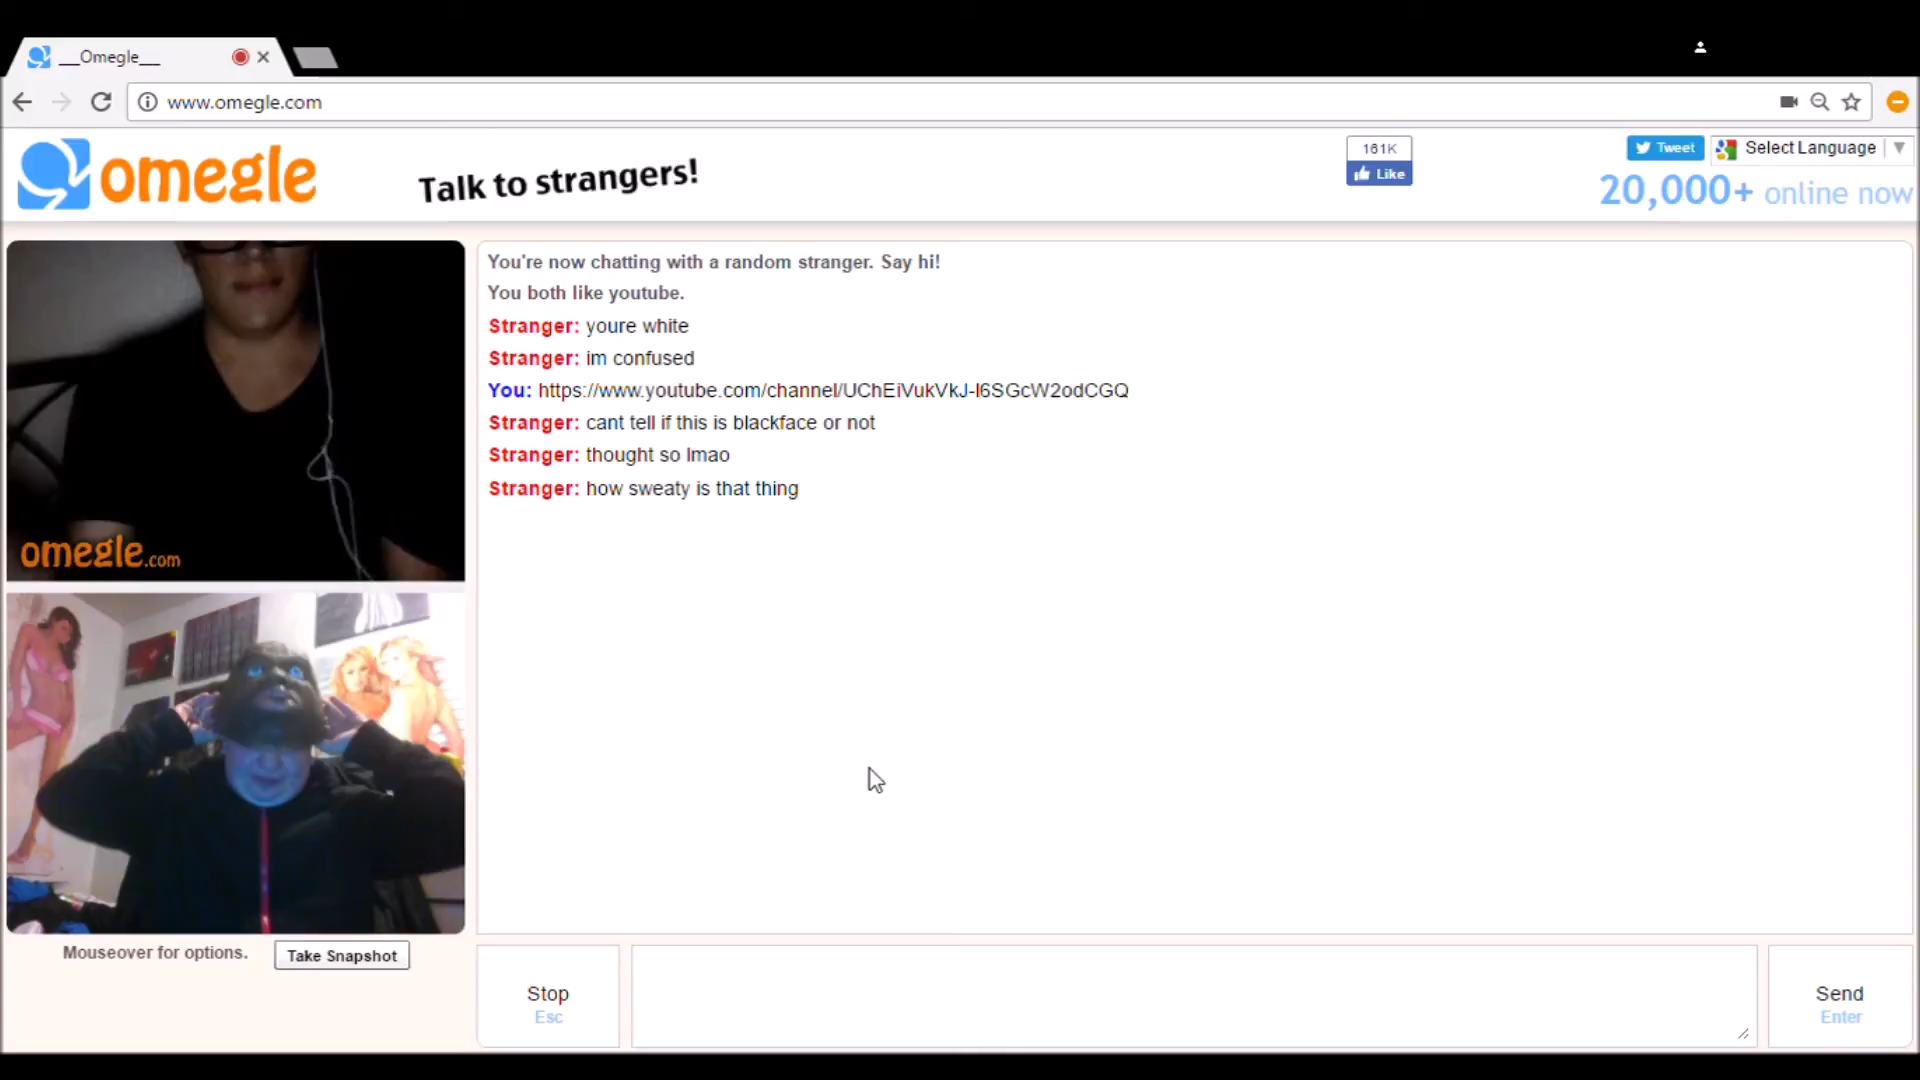 __Omegle__
www.omegle.com
omegle
Talk to strangers!
161K
Like
Tweet
Select Language
20,000+ online now
You're now chatting with a random stranger. Say hi!
You both like youtube.
Stranger: youre white
Stranger: im confused
You: https://www.youtube.com/channel/UChEiVukVkJ-I6SGcW2odCGQ
Stranger: cant tell if this is blackface or not
Stranger: thought so lmao
Stranger: how sweaty is that thing
omegle.com
Mouseover for options.
Take Snapshot
Stop
Esc
Send
Enter